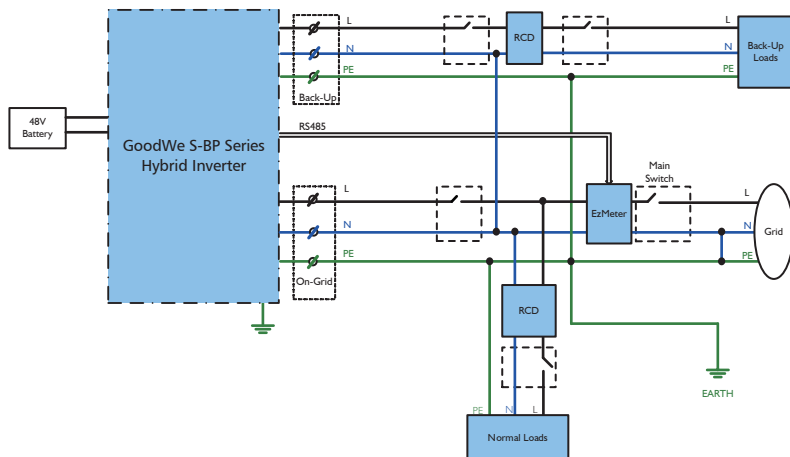 L
N
PE
Back-Up
RCD
L
N
PE
Back-Up
Loads
48V
Battery
GoodWe S-BP Series
Hybrid Inverter
RS485
L
N
PE
On-Grid
EzMeter
Main
Switch
L
N
PE
Grid
RCD
EARTH
PE
N
L
Normal Loads